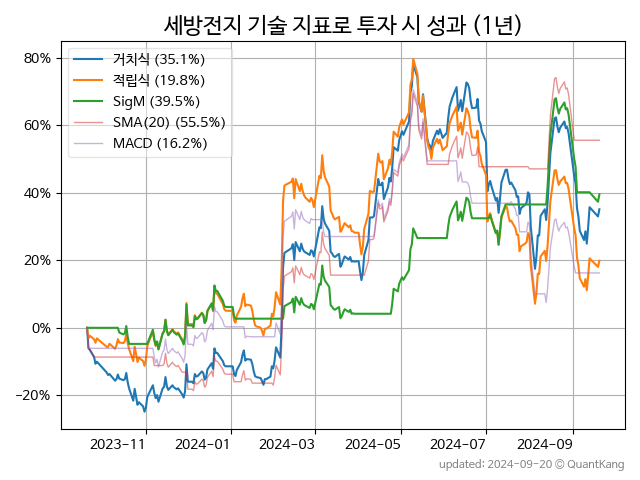 세방전지 기술 지표로 투자 시 성과 (1년)
거치식 (35.1%)
적립식 (19.8%)
SigM (39.5%)
SMA(20) (55.5%)
MACD (16.2%)
80%
60%
40%
20%
0%
−20%
2023-11
2024-01
2024-03
2024-05
2024-07
2024-09
updated: 2024-09-20 © QuantKang